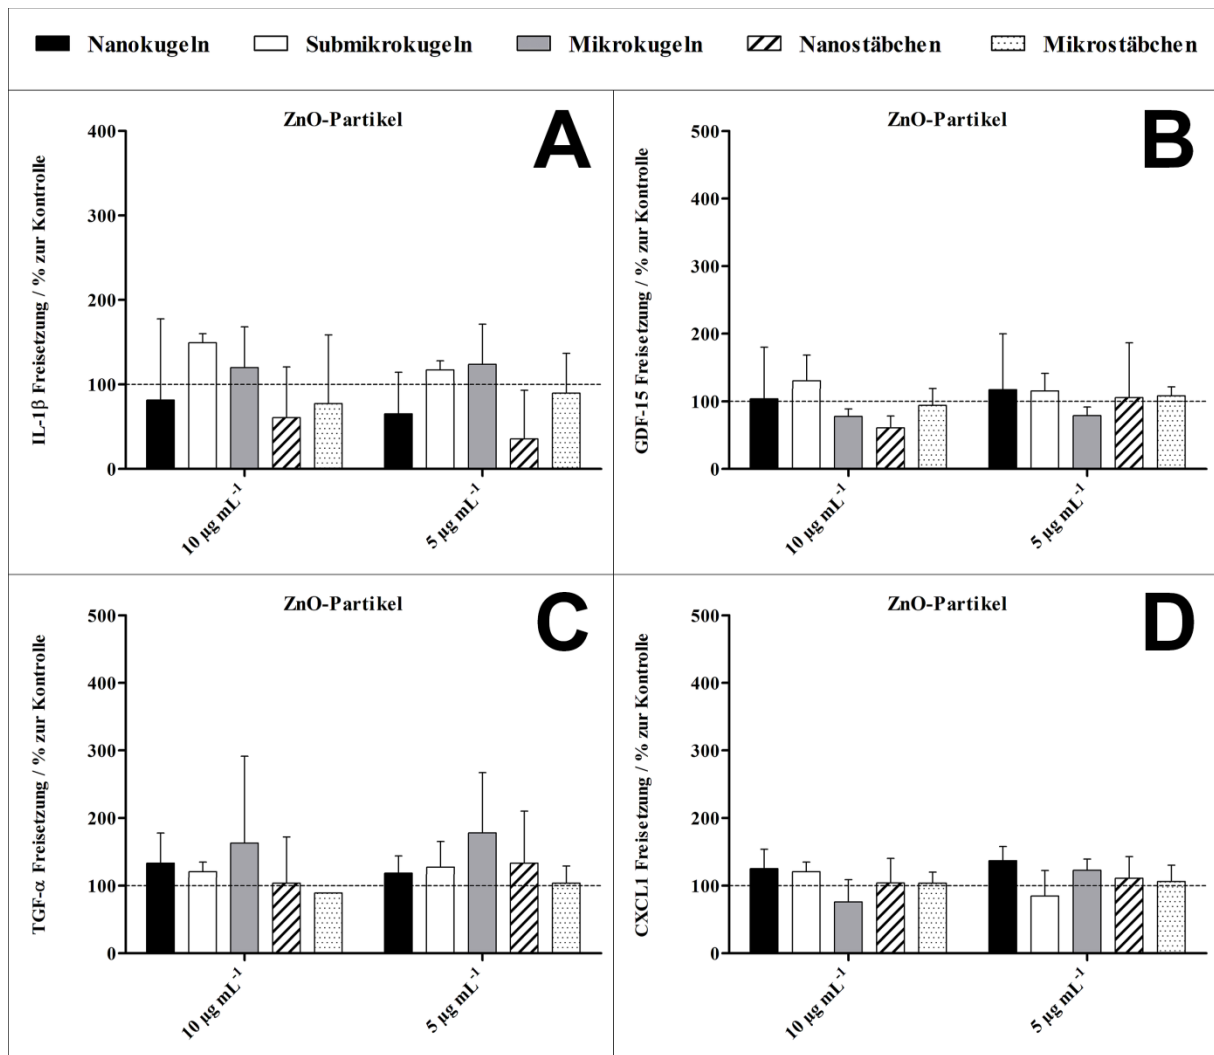 Nanokugeln Submikrokugeln Mikrokugeln Nanostäbchen Mikrostäbchen
ZnO-Partikel
A
IL-1β Freisetzung / % zur Kontrolle
400
300
200
100
0
10 µg mL⁻¹
5 µg mL⁻¹
ZnO-Partikel
B
GDF-15 Freisetzung / % zur Kontrolle
500
400
300
200
100
0
10 µg mL⁻¹
5 µg mL⁻¹
ZnO-Partikel
C
TGF-α Freisetzung / % zur Kontrolle
500
400
300
200
100
0
10 µg mL⁻¹
5 µg mL⁻¹
ZnO-Partikel
D
CXCL1 Freisetzung / % zur Kontrolle
500
400
300
200
100
0
10 µg mL⁻¹
5 µg mL⁻¹